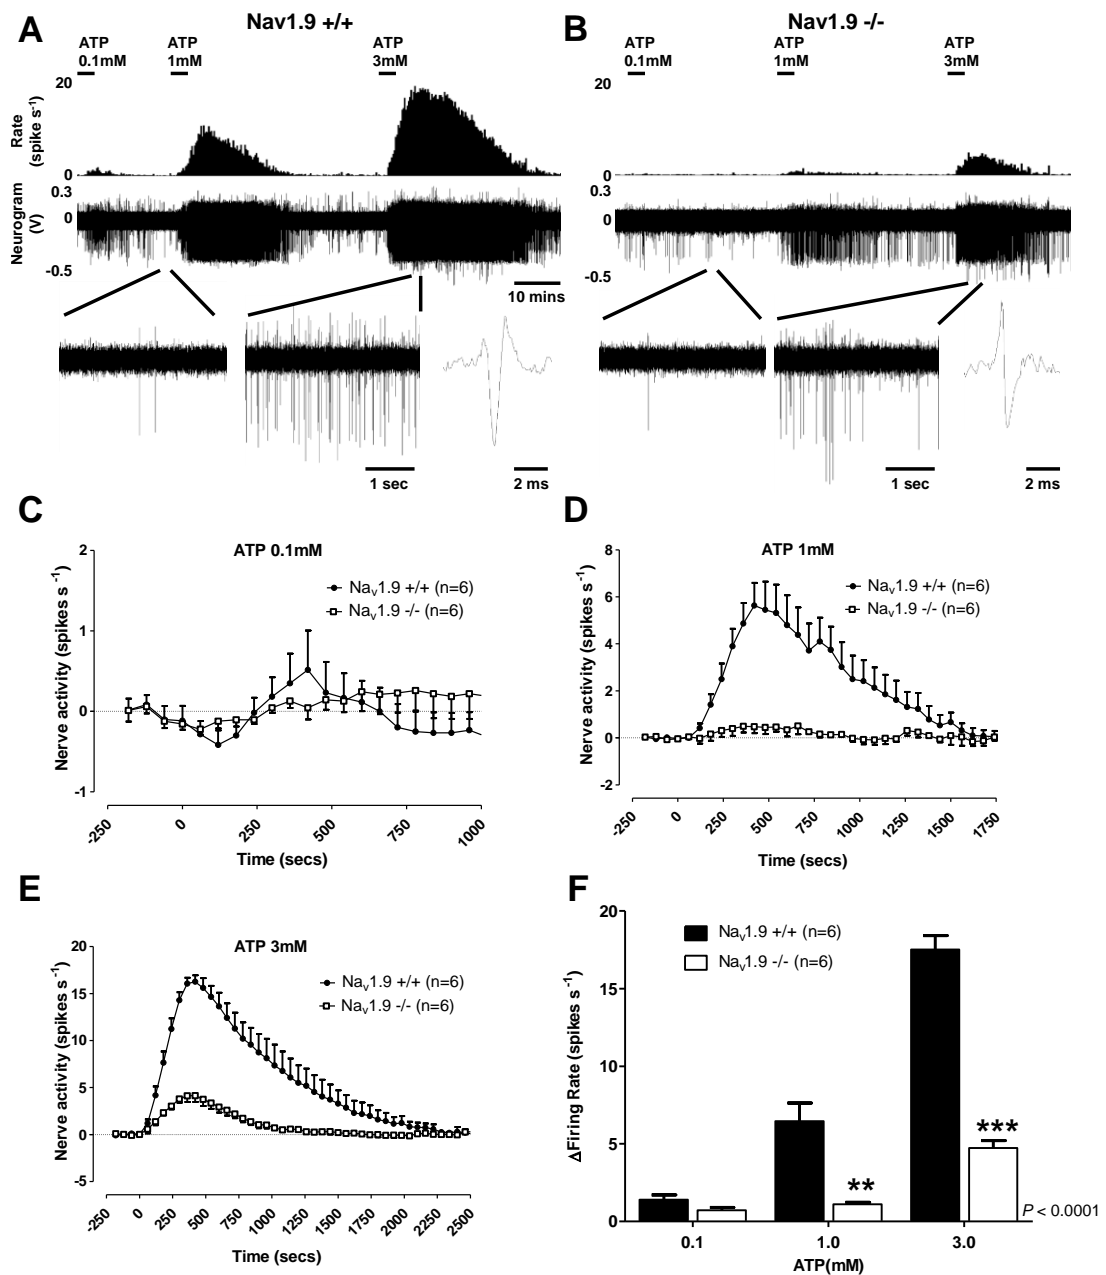 A
Nav1.9 +/+
ATP
0.1mM
ATP
1mM
ATP
3mM
20
Rate
(spike s-1)
0
0.3
Neurogram
(V)
0
-0.5
10 mins
1 sec
2 ms
B
Nav1.9 -/-
ATP
0.1mM
ATP
1mM
ATP
3mM
20
0
0.3
0
-0.5
1 sec
2 ms
C
ATP 0.1mM
Nav1.9 +/+ (n=6)
Nav1.9 -/- (n=6)
Nerve activity (spikes s-1)
2
1
0
-1
-250 0 250 500 750 1000
Time (secs)
D
ATP 1mM
Nav1.9 +/+ (n=6)
Nav1.9 -/- (n=6)
Nerve activity (spikes s-1)
8
6
4
2
0
-2
-250 0 250 500 750 1000 1250 1500 1750
Time (secs)
E
ATP 3mM
Nav1.9 +/+ (n=6)
Nav1.9 -/- (n=6)
Nerve activity (spikes s-1)
20
15
10
5
0
-5
-250 0 250 500 750 1000 1250 1500 1750 2000 2250 2500
Time (secs)
F
Nav1.9 +/+ (n=6)
Nav1.9 -/- (n=6)
ΔFiring Rate (spikes s-1)
20
15
10
5
0
**
***
P < 0.0001
0.1 1.0 3.0
ATP(mM)